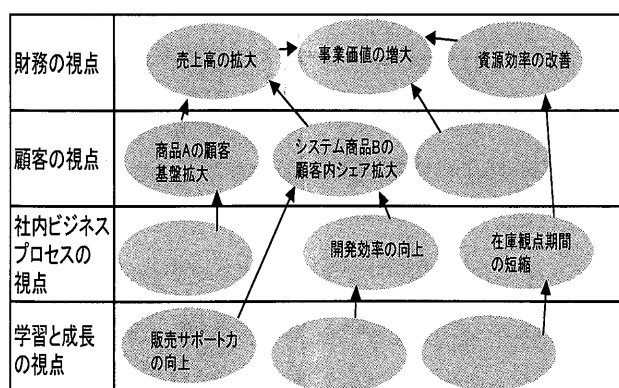 財務の視点
売上高の拡大
事業価値の増大
資源効率の改善
顧客の視点
商品Aの顧客
基盤拡大
システム商品Bの
顧客内シェア拡大
社内ビジネス
プロセスの
視点
開発効率の向上
在庫観点期間
の短縮
学習と成長
の視点
販売サポート力
の向上